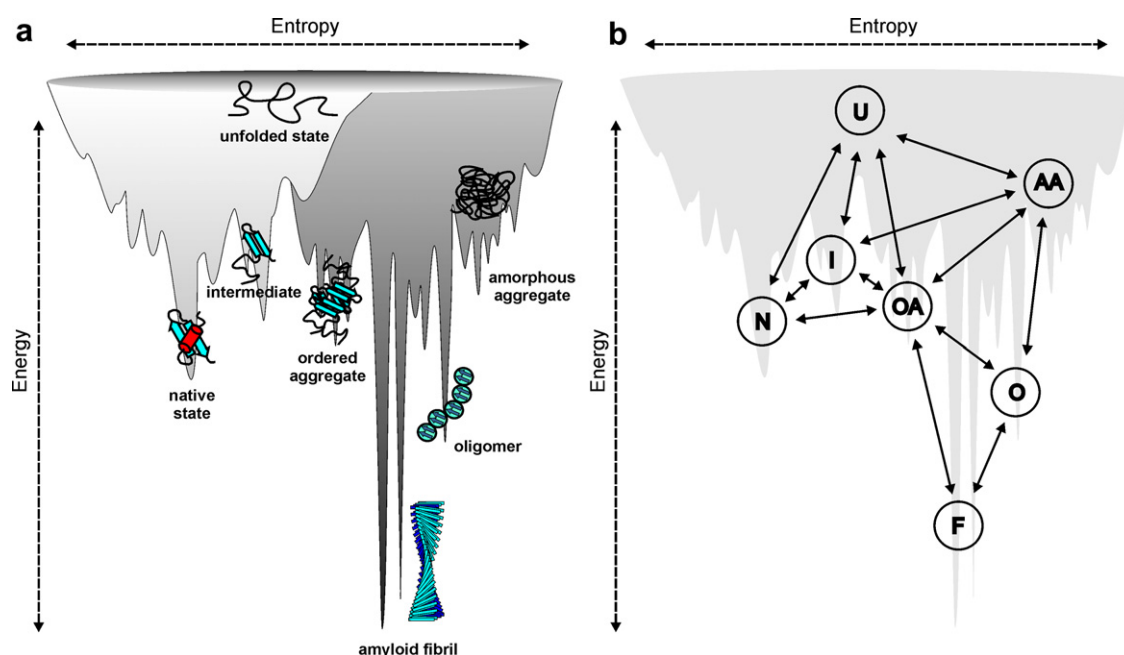 a
Entropy
Energy
unfolded state
intermediate
native
state
ordered
aggregate
amorphous
aggregate
oligomer
amyloid fibril
b
Entropy
Energy
U
AA
I
N
OA
O
F